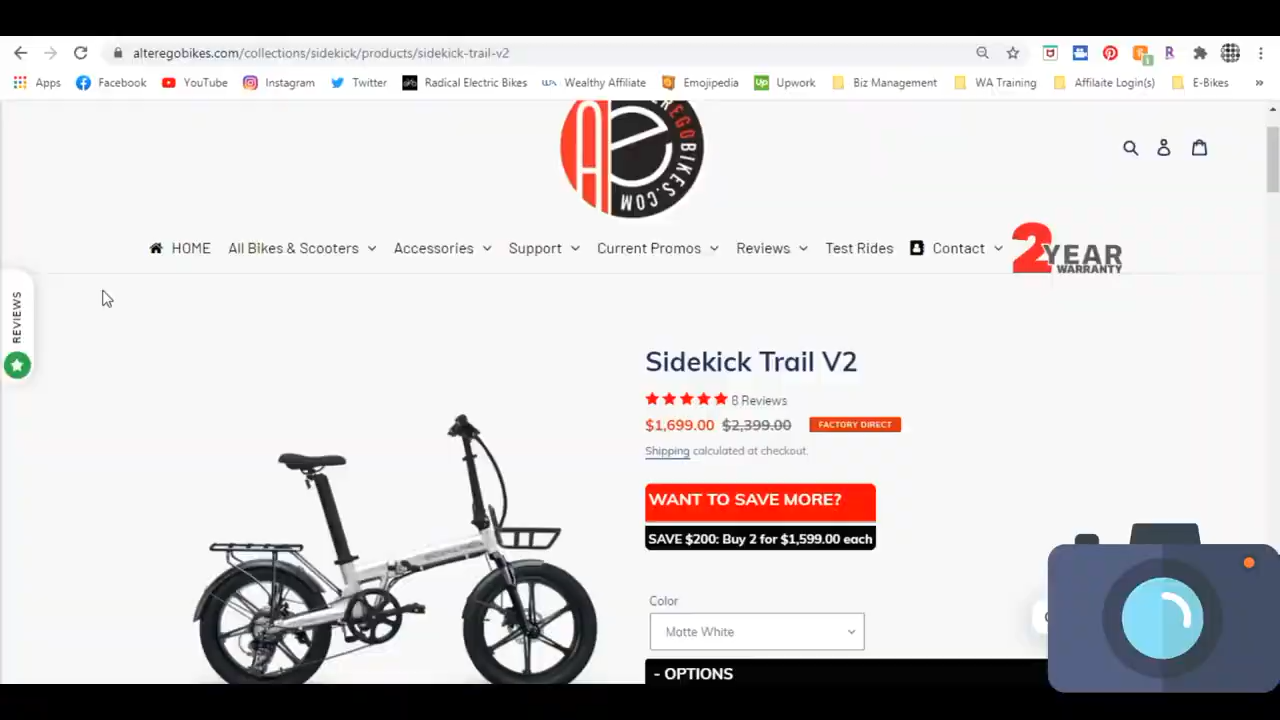 alteregobikes.com/collections/sidekick/products/sidekick-trail-v2
Apps Facebook YouTube Instagram Twitter Radical Electric Bikes Wealthy Affiliate Emojipedia Up Upwork Biz Management WA Training Affilaite Login(s) E-Bikes »
EREGOBIKES.COM
HOME All Bikes & Scooters Accessories Support Current Promos Reviews Test Rides Contact 2 YEAR WARRANTY
REVIEWS
Sidekick Trail V2
8 Reviews
$1,699.00 $2,399.00 FACTORY DIRECT
Shipping calculated at checkout.
WANT TO SAVE MORE?
SAVE $200: Buy 2 for $1,599.00 each
Color
Matte White
- OPTIONS